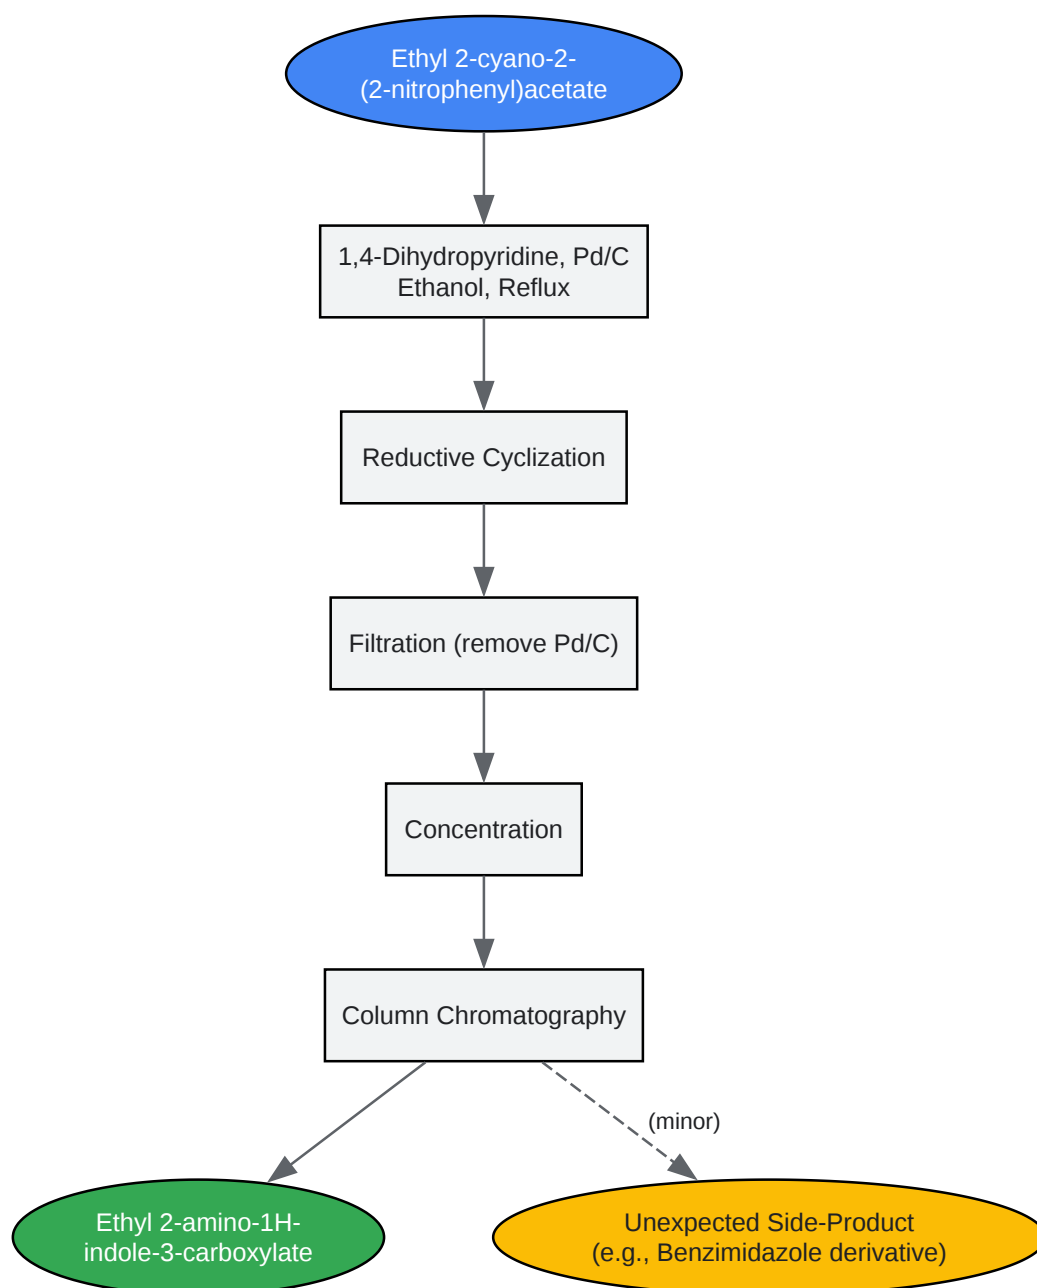 Ethyl 2-cyano-2-
(2-nitrophenyl)acetate
1,4-Dihydropyridine, Pd/C
Ethanol, Reflux
Reductive Cyclization
Filtration (remove Pd/C)
Concentration
Column Chromatography
(minor)
Ethyl 2-amino-1H-
indole-3-carboxylate
Unexpected Side-Product
(e.g., Benzimidazole derivative)